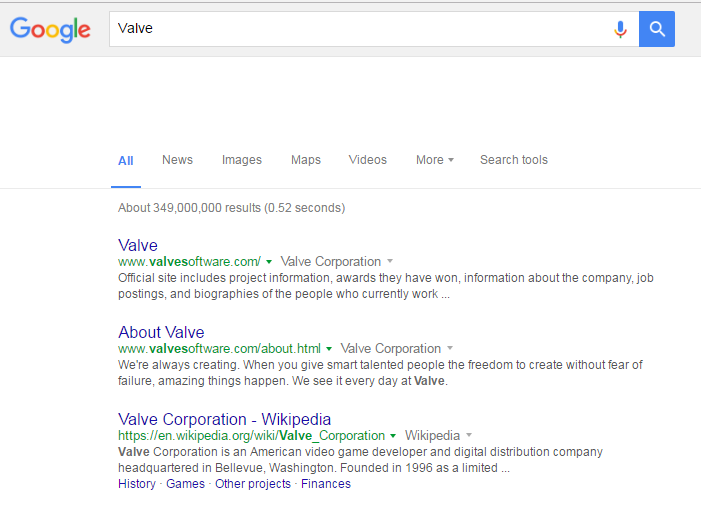 Google Valve
All News Images Maps Videos More Search tools
About 349,000,000 results (0.52 seconds)
Valve
www.valvesoftware.com/ Valve Corporation
Official site includes project information, awards they have won, information about the company, job
postings, and biographies of the people who currently work ...
About Valve
www.valvesoftware.com/about.html Valve Corporation
We're always creating. When you give smart talented people the freedom to create without fear of
failure, amazing things happen. We see it every day at Valve.
Valve Corporation - Wikipedia
https://en.wikipedia.org/wiki/Valve_Corporation Wikipedia
Valve Corporation is an American video game developer and digital distribution company
headquartered in Bellevue, Washington. Founded in 1996 as a limited ...
History · Games · Other projects · Finances